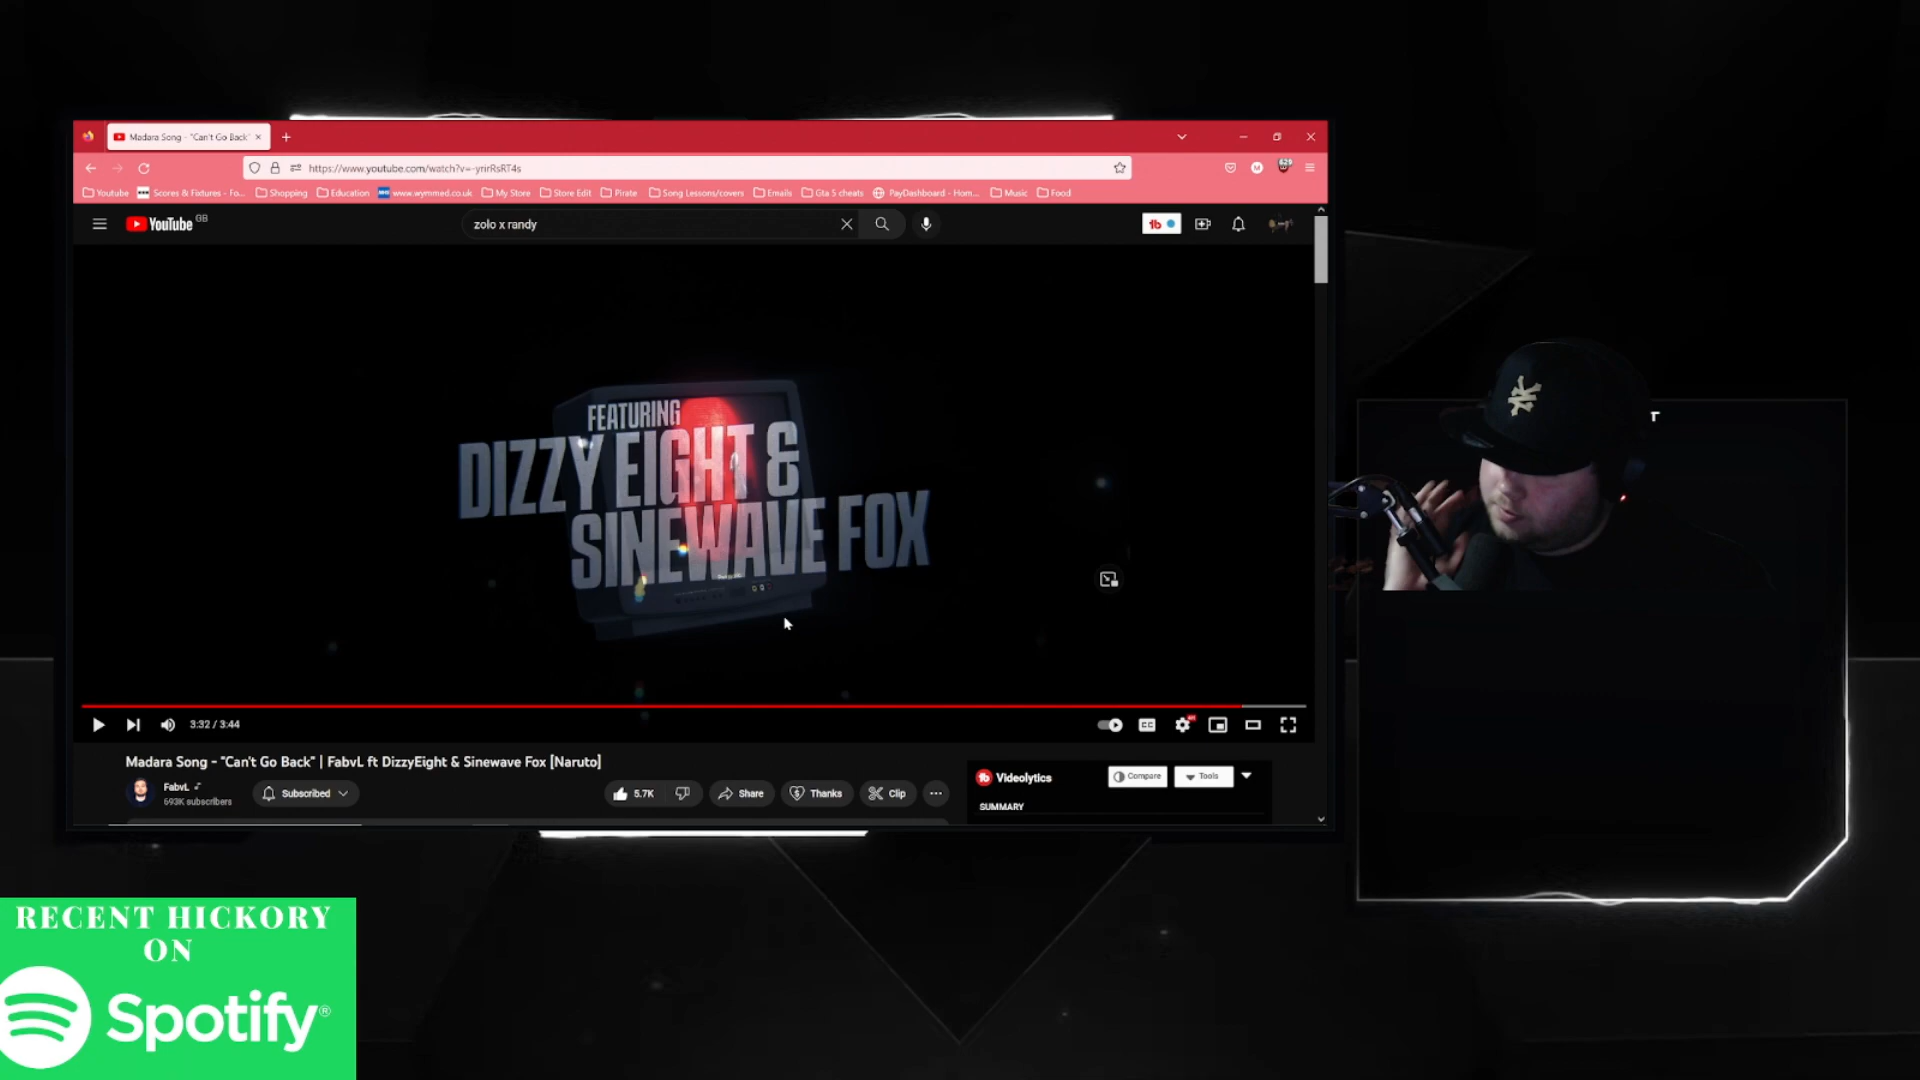 Madara Song - "Can't Go Back"
https://www.youtube.com/watch?v=-yrirRsRT4s
Youtube
Scores & Fixtures - Fo...
Shopping
Education
www.wymmed.co.uk
My Store
Store Edit
Pirate
Song Lessons/covers
Emails
Gta 5 cheats
PayDashboard - Hom...
Music
Food
YouTube GB
zolo x randy
FEATURING
DIZZY EIGHT &
SINEWAVE FOX
3:32 / 3:44
Madara Song - "Can't Go Back" | FabvL ft DizzyEight & Sinewave Fox [Naruto]
FabvL
693K subscribers
Subscribed
5.7K
Share
Thanks
Clip
Videolytics
Compare
Tools
SUMMARY
RECENT HICKORY
ON
Spotify®